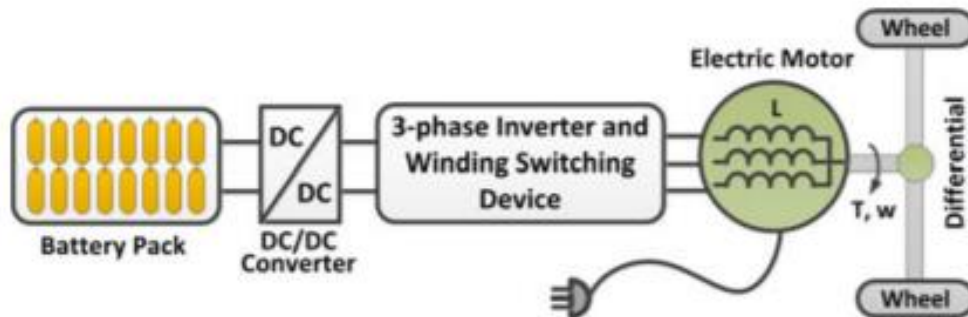 Wheel
Electric Motor
L
DC
DC
3-phase Inverter and
Winding Switching
Device
T, w
Differential
Battery Pack
DC/DC
Converter
Wheel